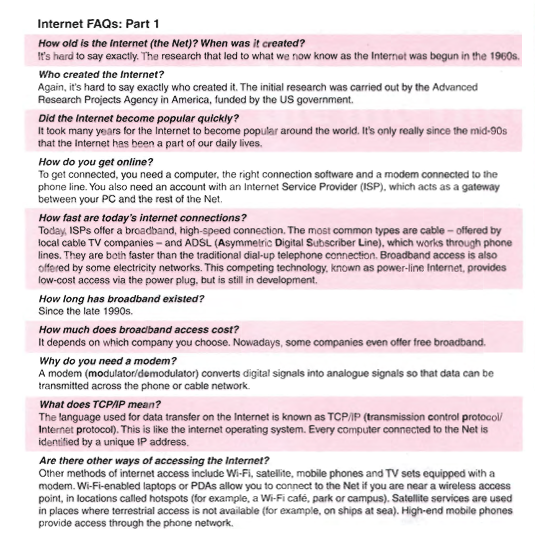 Internet FAQs: Part 1
How old is the Internet (the Net)? When was it created?
It's hard to say exactly. The research that led to what we now know as the Internet was begun in the 1960s.
Who created the Internet?
Again, it's hard to say exactly who created it. The initial research was carried out by the Advanced
Research Projects Agency in America, funded by the US government.
Did the Internet become popular quickly?
It took many years for the Internet to become popular around the world. It's only really since the mid-90s
that the Internet has been a part of our daily lives.
How do you get online?
To get connected, you need a computer, the right connection software and a modem connected to the
phone line. You also need an account with an Internet Service Provider (ISP), which acts as a gateway
between your PC and the rest of the Net.
How fast are today's internet connections?
Today, ISPs offer a broadband, high-speed connection. The most common types are cable – offered by
local cable TV companies – and ADSL (Asymmetric Digital Subscriber Line), which works through phone
lines. They are both faster than the traditional dial-up telephone connection. Broadband access is also
offered by some electricity networks. This competing technology, known as power-line Internet, provides
low-cost access via the power plug, but is still in development.
How long has broadband existed?
Since the late 1990s.
How much does broadband access cost?
It depends on which company you choose. Nowadays, some companies even offer free broadband.
Why do you need a modem?
A modem (modulator/demodulator) converts digital signals into analogue signals so that data can be
transmitted across the phone or cable network.
What does TCP/IP mean?
The language used for data transfer on the Internet is known as TCP/IP (transmission control protocol/
Internet protocol). This is like the internet operating system. Every computer connected to the Net is
identified by a unique IP address.
Are there other ways of accessing the Internet?
Other methods of internet access include Wi-Fi, satellite, mobile phones and TV sets equipped with a
modem. Wi-Fi-enabled laptops or PDAs allow you to connect to the Net if you are near a wireless access
point, in locations called hotspots (for example, a Wi-Fi café, park or campus). Satellite services are used
in places where terrestrial access is not available (for example, on ships at sea). High-end mobile phones
provide access through the phone network.